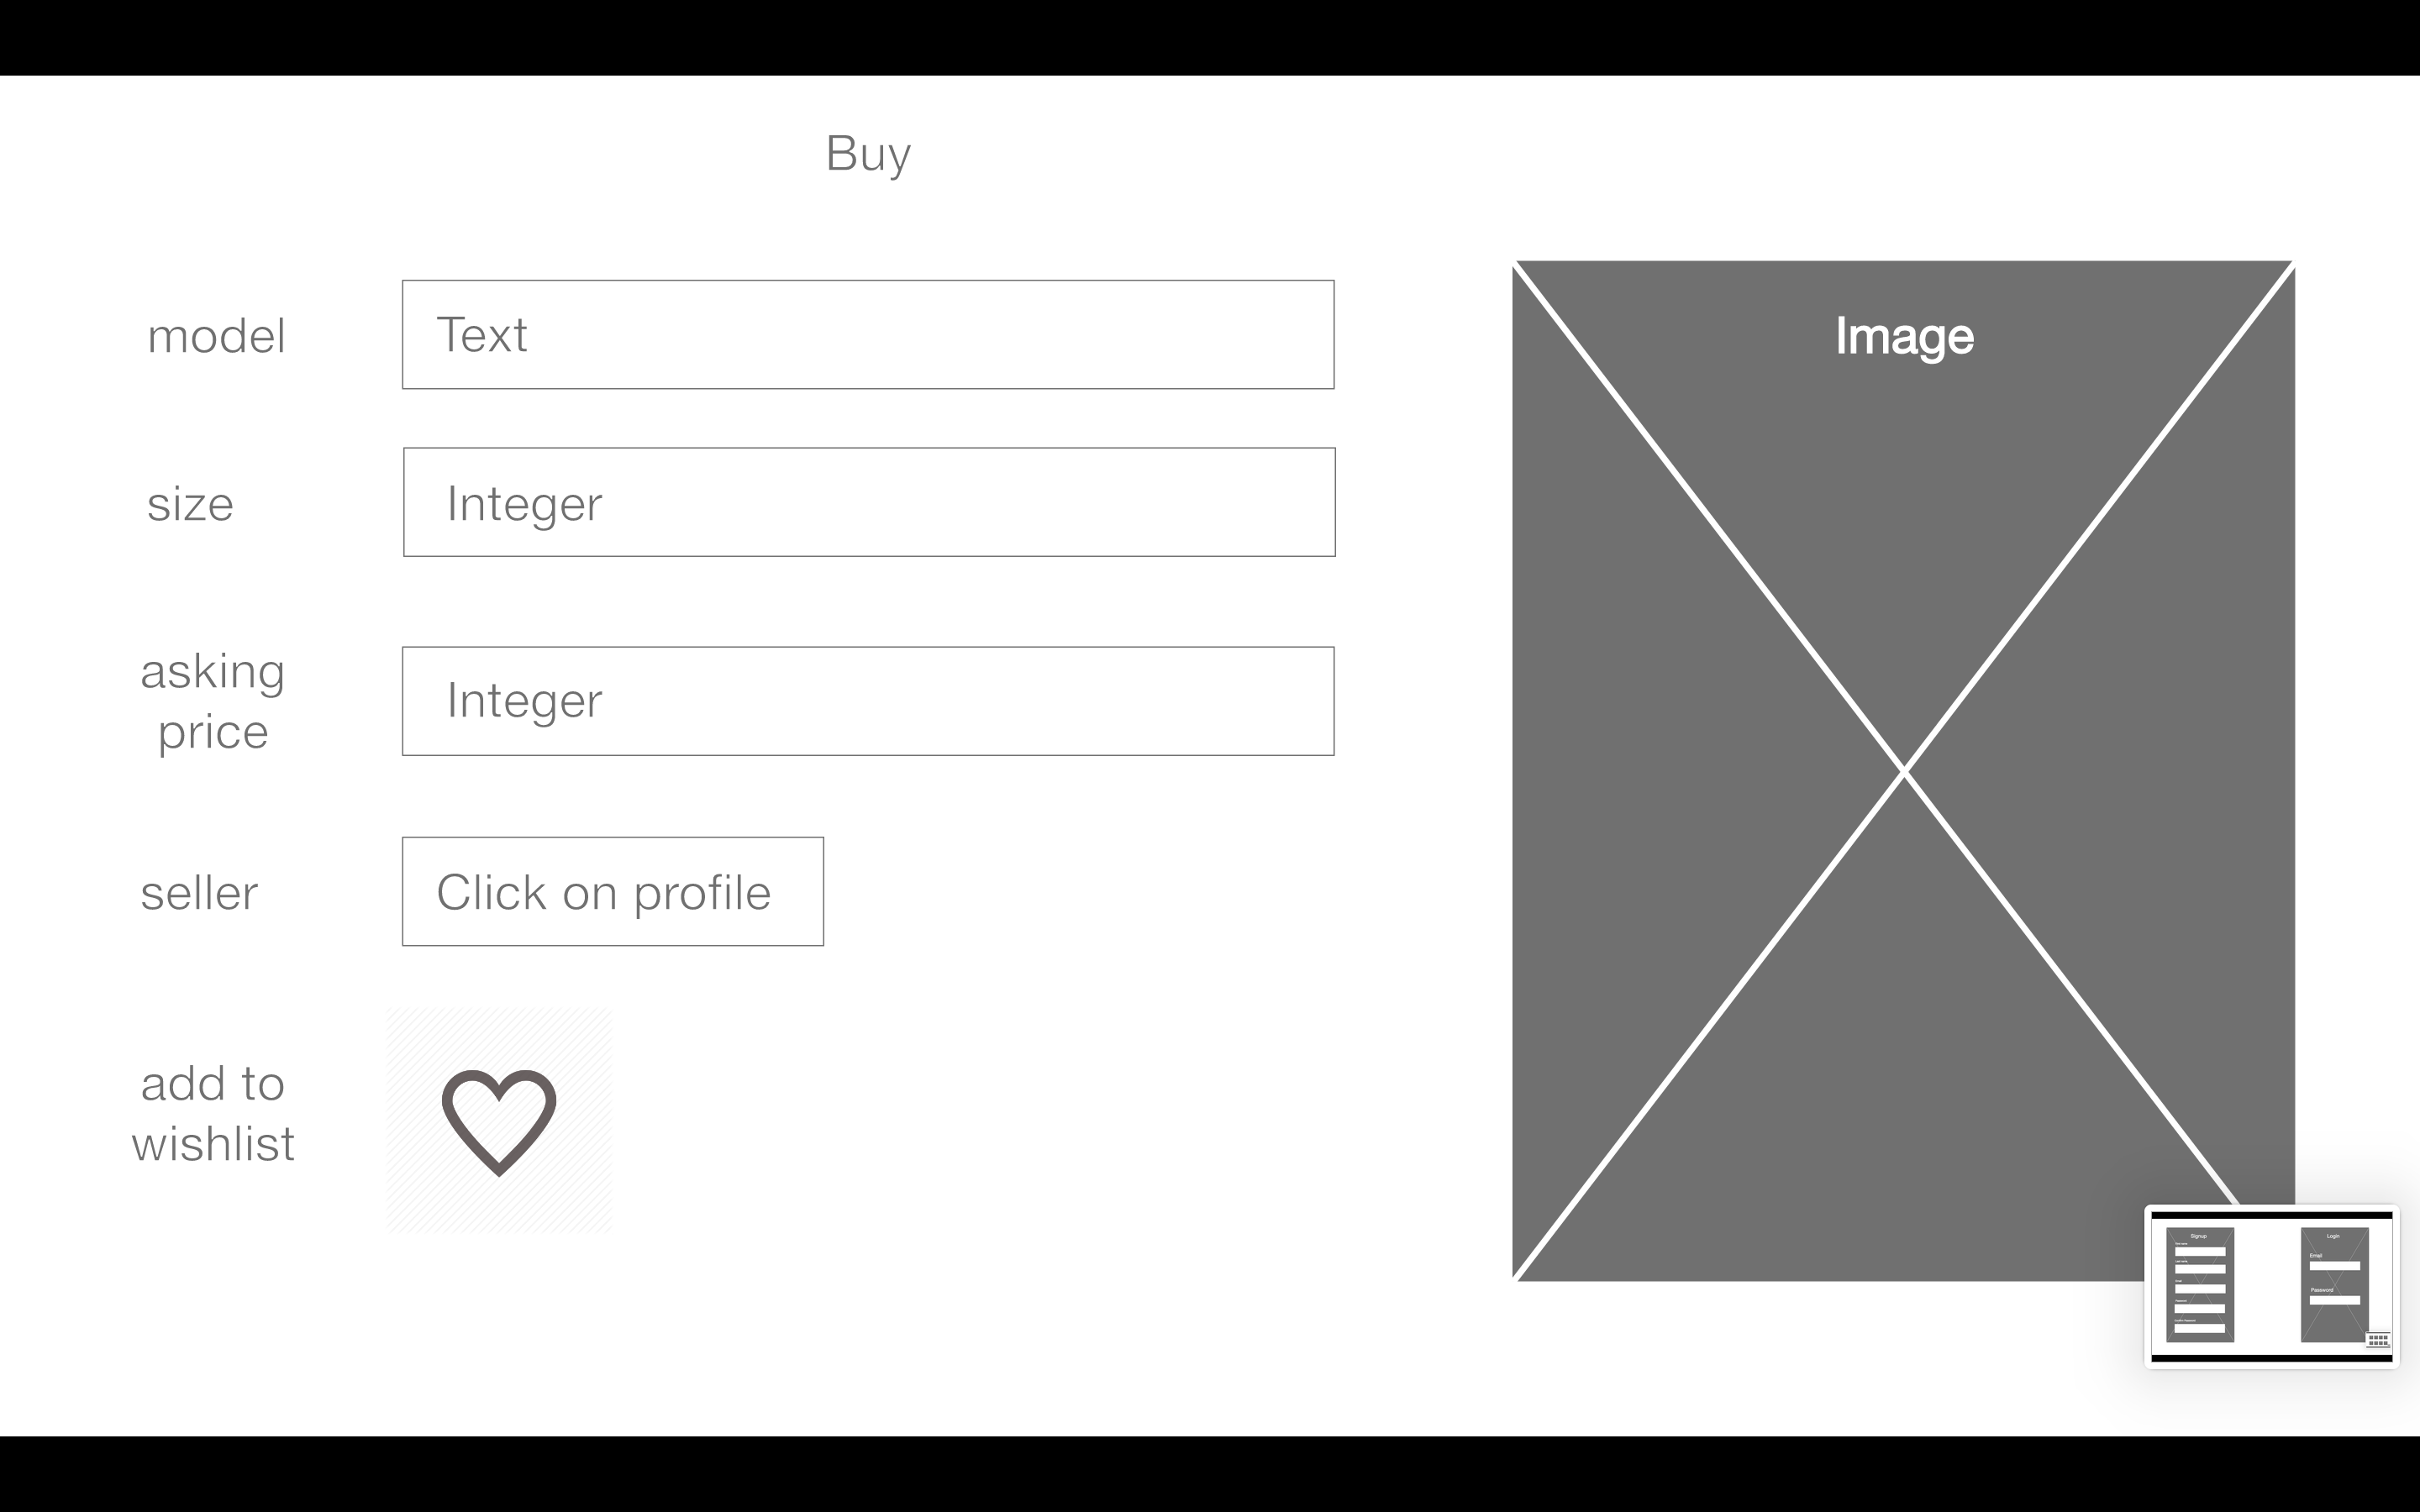 Buy
model
Text
Image
size
Integer
asking
price
Integer
seller
Click on profile
add to
wishlist
Signup
Login
Email
Password